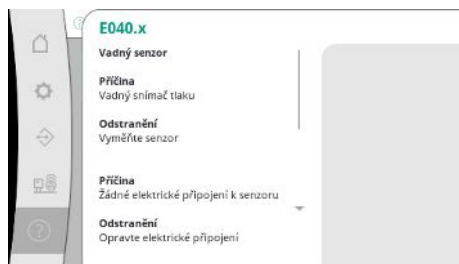 E040.x
Vadný senzor
Příčina
Vadný snímač tlaku
Odstranění
Vyměňte senzor
Příčina
Žádné elektrické připojení k senzoru
Odstranění
Opravte elektrické připojení